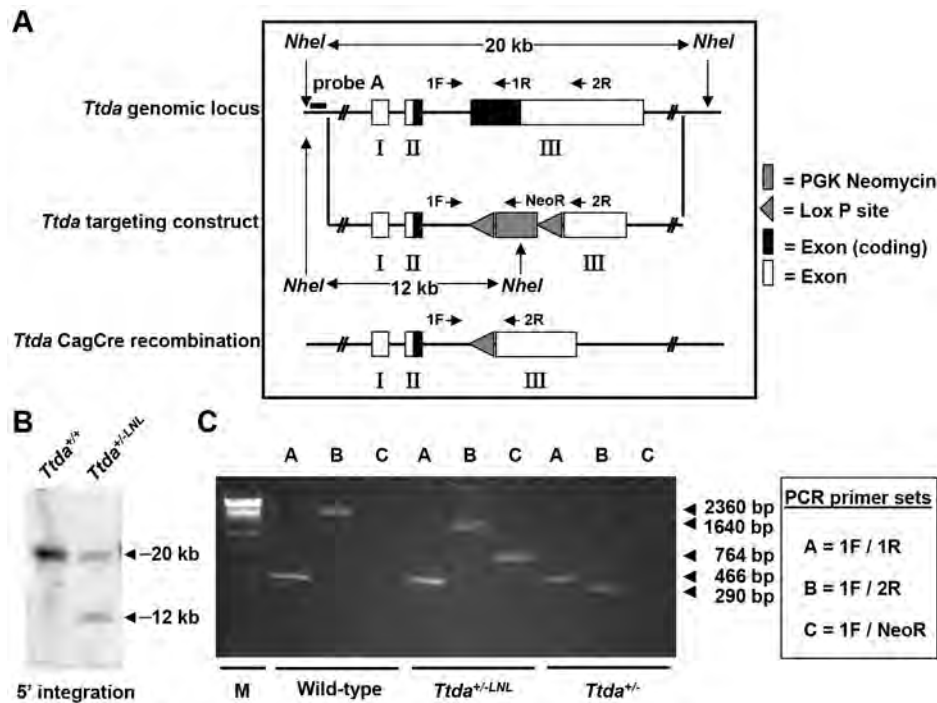 A
NheI
20 kb
NheI
probe A
1F
1R
2R
Ttda genomic locus
I
II
III
1F
NeoR
2R
Ttda targeting construct
I
II
III
NheI
12 kb
NheI
1F
2R
Ttda CagCre recombination
I
II
III
= PGK Neomycin
= Lox P site
= Exon (coding)
= Exon
B
Ttda+/+
Ttda+/-LNL
–20 kb
–12 kb
5' integration
C
A B C A B C A B C
2360 bp
1640 bp
764 bp
466 bp
290 bp
M
Wild-type
Ttda+/-LNL
Ttda+/-
PCR primer sets
A = 1F / 1R
B = 1F / 2R
C = 1F / NeoR